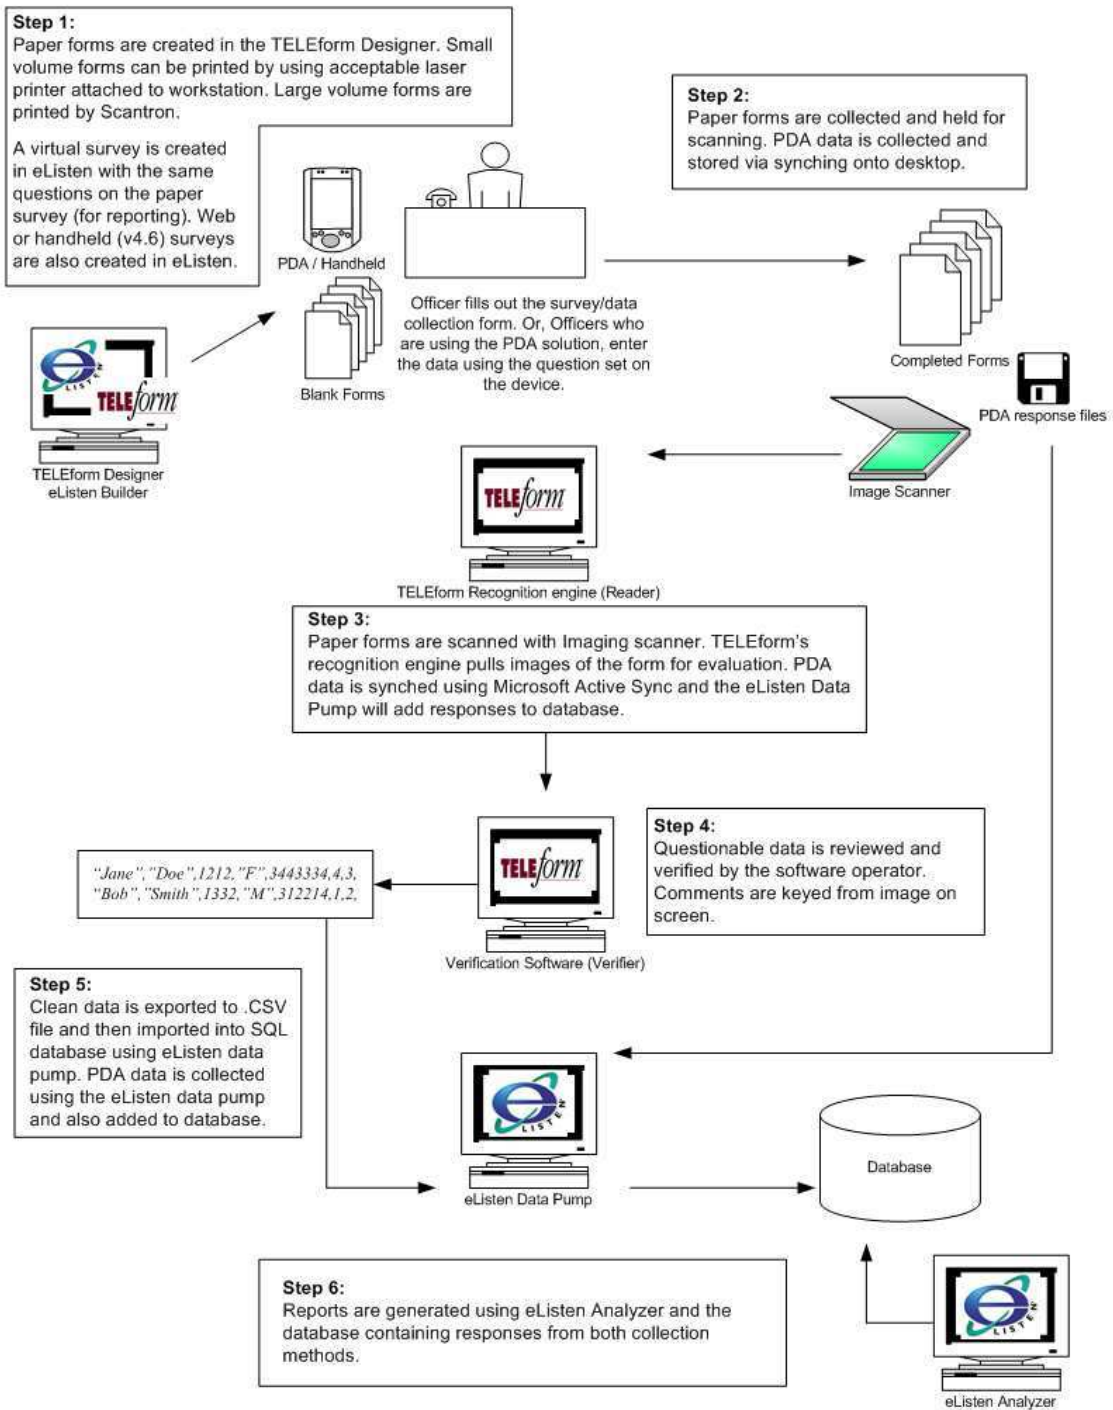 Step 1:
Paper forms are created in the TELEform Designer. Small
volume forms can be printed by using acceptable laser
printer attached to workstation. Large volume forms are
printed by Scantron.
A virtual survey is created
in eListen with the same
questions on the paper
survey (for reporting). Web
or handheld (v4.6) surveys
are also created in eListen.
Step 2:
Paper forms are collected and held for
scanning. PDA data is collected and
stored via synching onto desktop.
PDA / Handheld
Blank Forms
Officer fills out the survey/data
collection form. Or, Officers who
are using the PDA solution, enter
the data using the question set on
the device.
Completed Forms
PDA response files
e LISTEN
TELEform
TELEform Designer
eListen Builder
Image Scanner
TELEform
TELEform Recognition engine (Reader)
Step 3:
Paper forms are scanned with Imaging scanner. TELEform's
recognition engine pulls images of the form for evaluation. PDA
data is synched using Microsoft Active Sync and the eListen Data
Pump will add responses to database.
Step 4:
Questionable data is reviewed and
verified by the software operator.
Comments are keyed from image on
screen.
TELEform
Verification Software (Verifier)
"Jane","Doe",1212,"F",3443334,4,3,
"Bob","Smith",1332,"M",312214,1,2,
Step 5:
Clean data is exported to .CSV
file and then imported into SQL
database using eListen data
pump. PDA data is collected
using the eListen data pump
and also added to database.
e LISTEN
eListen Data Pump
Database
Step 6:
Reports are generated using eListen Analyzer and the
database containing responses from both collection
methods.
e LISTEN
eListen Analyzer